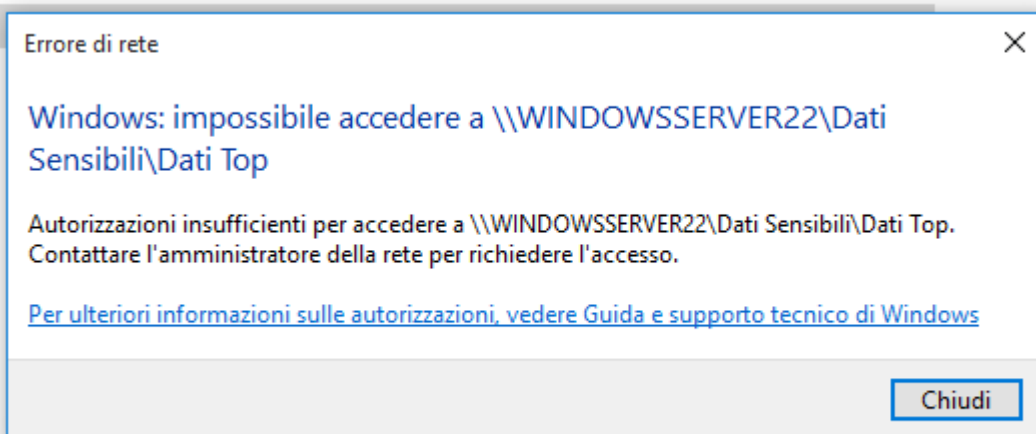 Errore di rete
Windows: impossibile accedere a \\WINDOWSSERVER22\Dati
Sensibili\Dati Top
Autorizzazioni insufficienti per accedere a \\WINDOWSSERVER22\Dati Sensibili\Dati Top.
Contattare l'amministratore della rete per richiedere l'accesso.
Per ulteriori informazioni sulle autorizzazioni, vedere Guida e supporto tecnico di Windows
Chiudi